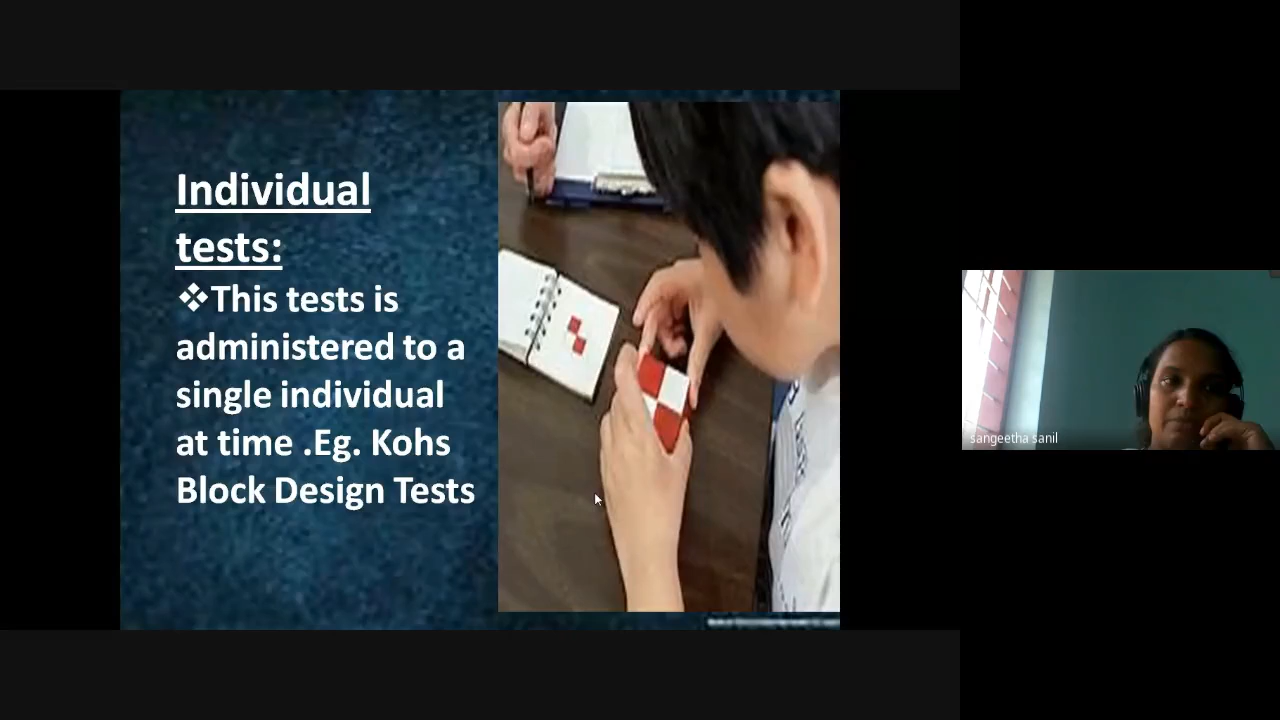 Individual
tests:
❖This tests is
administered to a
single individual
at time .Eg. Kohs
Block Design Tests
sangeetha sanil